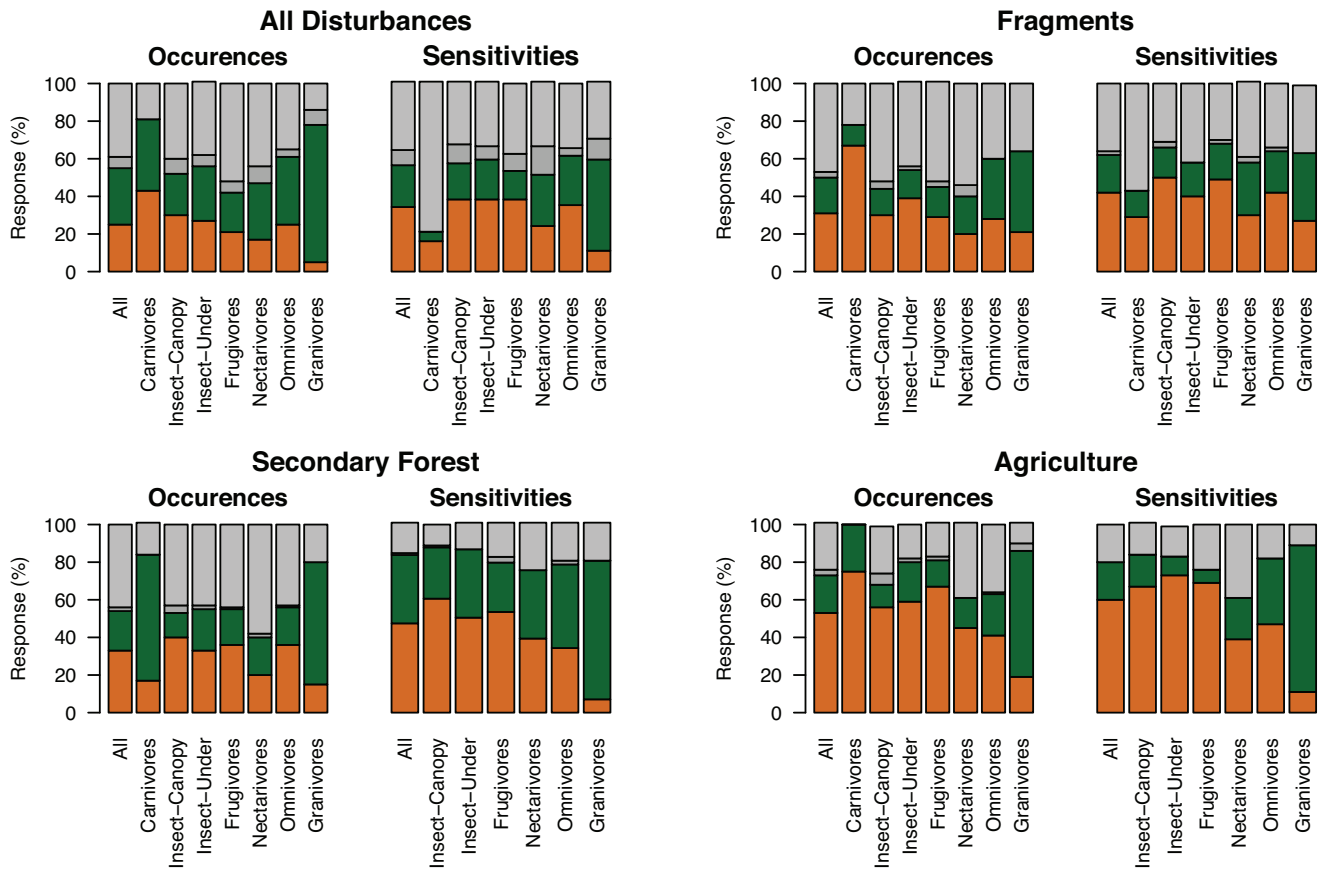 All Disturbances
Occurences
Sensitivities
Response (%)
100
80
60
40
20
0
All
Carnivores
Insect–Canopy
Insect–Under
Frugivores
Nectarivores
Omnivores
Granivores
All
Carnivores
Insect–Canopy
Insect–Under
Frugivores
Nectarivores
Omnivores
Granivores
Fragments
Occurences
Sensitivities
Response (%)
100
80
60
40
20
0
All
Carnivores
Insect–Canopy
Insect–Under
Frugivores
Nectarivores
Omnivores
Granivores
All
Carnivores
Insect–Canopy
Insect–Under
Frugivores
Nectarivores
Omnivores
Granivores
Secondary Forest
Occurences
Sensitivities
Response (%)
100
80
60
40
20
0
All
Carnivores
Insect–Canopy
Insect–Under
Frugivores
Nectarivores
Omnivores
Granivores
All
Insect–Canopy
Insect–Under
Frugivores
Nectarivores
Omnivores
Granivores
Agriculture
Occurences
Sensitivities
Response (%)
100
80
60
40
20
0
All
Carnivores
Insect–Canopy
Insect–Under
Frugivores
Nectarivores
Omnivores
Granivores
All
Insect–Canopy
Insect–Under
Frugivores
Nectarivores
Omnivores
Granivores